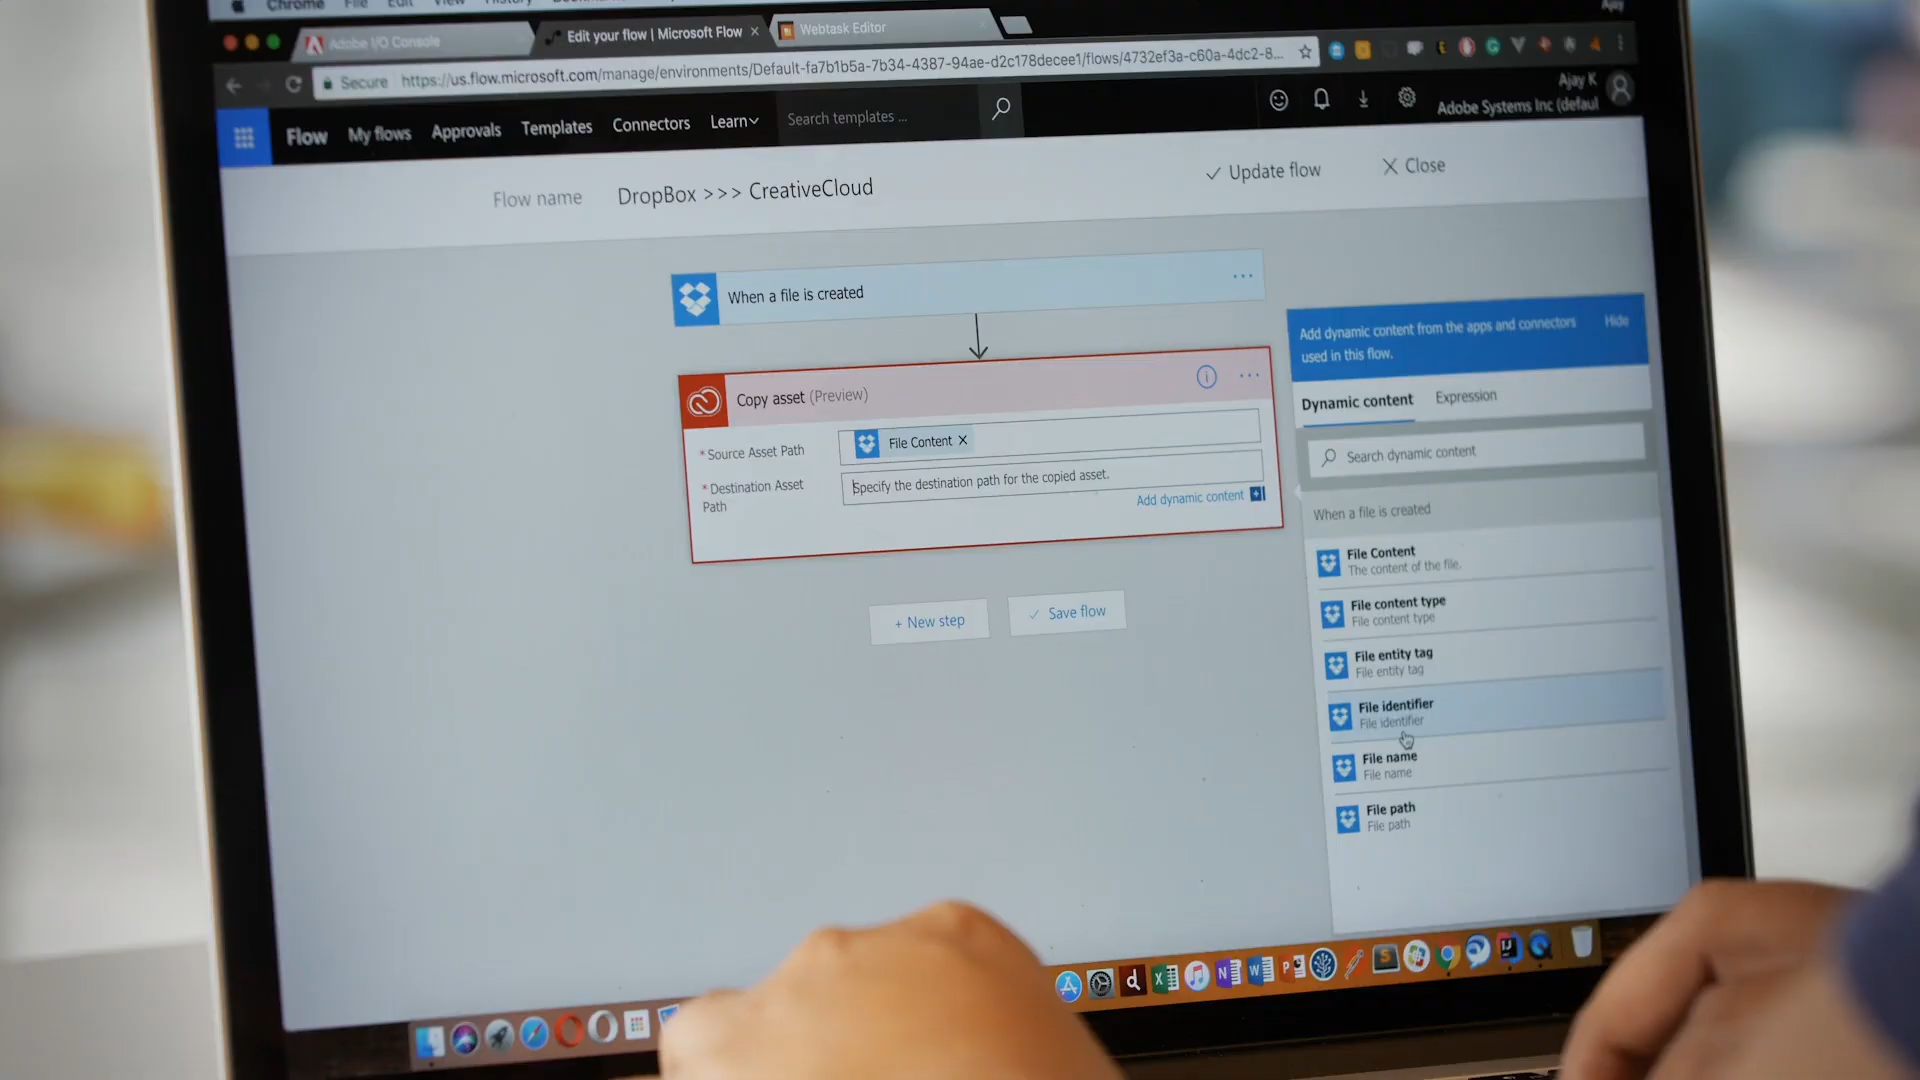 Chrome File Edit View History
Ajay
Adobe I/O Console
Edit your flow | Microsoft Flow
Webtask Editor
Secure https://us.flow.microsoft.com/manage/environments/Default-fa7b1b5a-7b34-4387-94ae-d2c178decee1/flows/4732ef3a-c60a-4dc2-8...
Flow My flows Approvals Templates Connectors Learn Search templates ...
Ajay K
Adobe Systems Inc (defaul
Flow name DropBox >>> CreativeCloud
Update flow Close
When a file is created
Copy asset (Preview)
* Source Asset Path File Content
* Destination Asset Path
Specify the destination path for the copied asset.
Add dynamic content
+ New step Save flow
Add dynamic content from the apps and connectors used in this flow.
Hide
Dynamic content Expression
Search dynamic content
When a file is created
File Content
The content of the file.
File content type
File content type
File entity tag
File entity tag
File identifier
File identifier
File name
File name
File path
File path